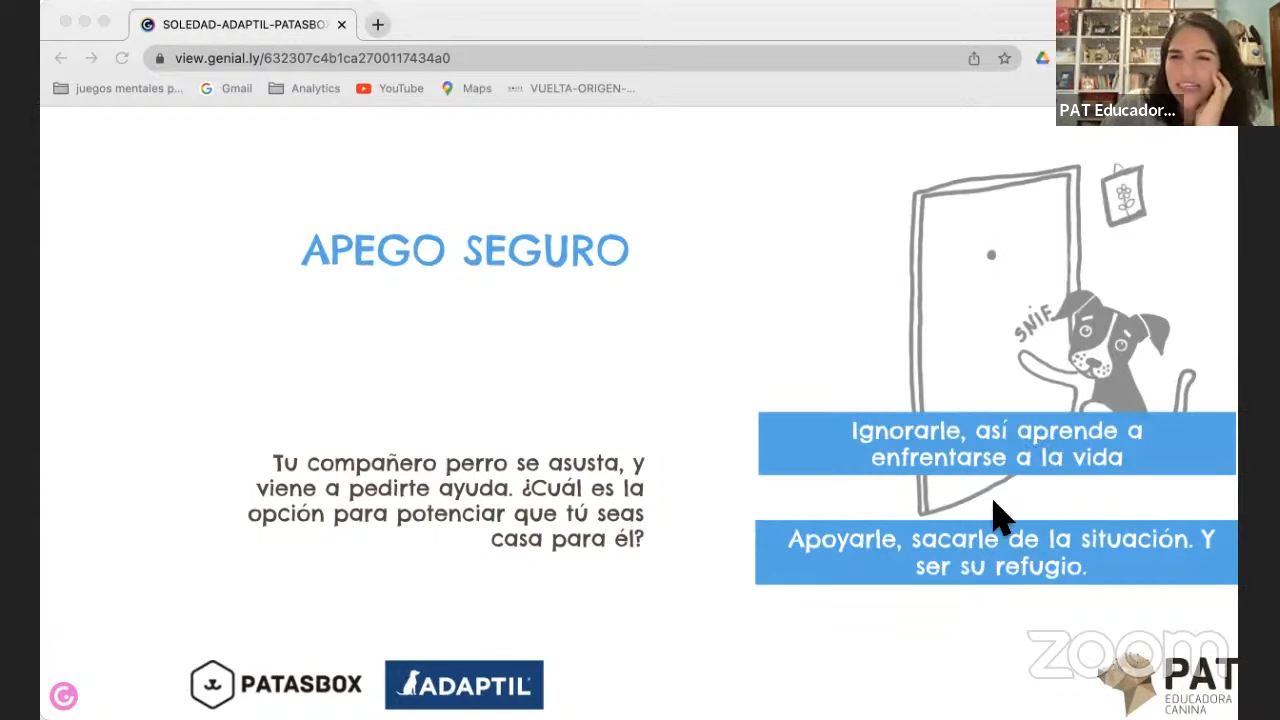 SOLEDAD-ADAPTIL-PATASBO
view.genial.ly/632307c4b1ca2700117434a0
juegos mentales p...
Gmail
Analytics
YouTube
Maps
VUELTA-ORIGEN-...
PAT Educador...
APEGO SEGURO
SNIF
Ignorarle, así aprende a
enfrentarse a la vida
Tu compañero perro se asusta, y
viene a pedirte ayuda. ¿Cuál es la
opción para potenciar que tú seas
casa para él?
Apoyarle, sacarle de la situación. Y
ser su refugio.
zoom
PATASBOX
ADAPTIL
PAT
EDUCADORA
CANINA